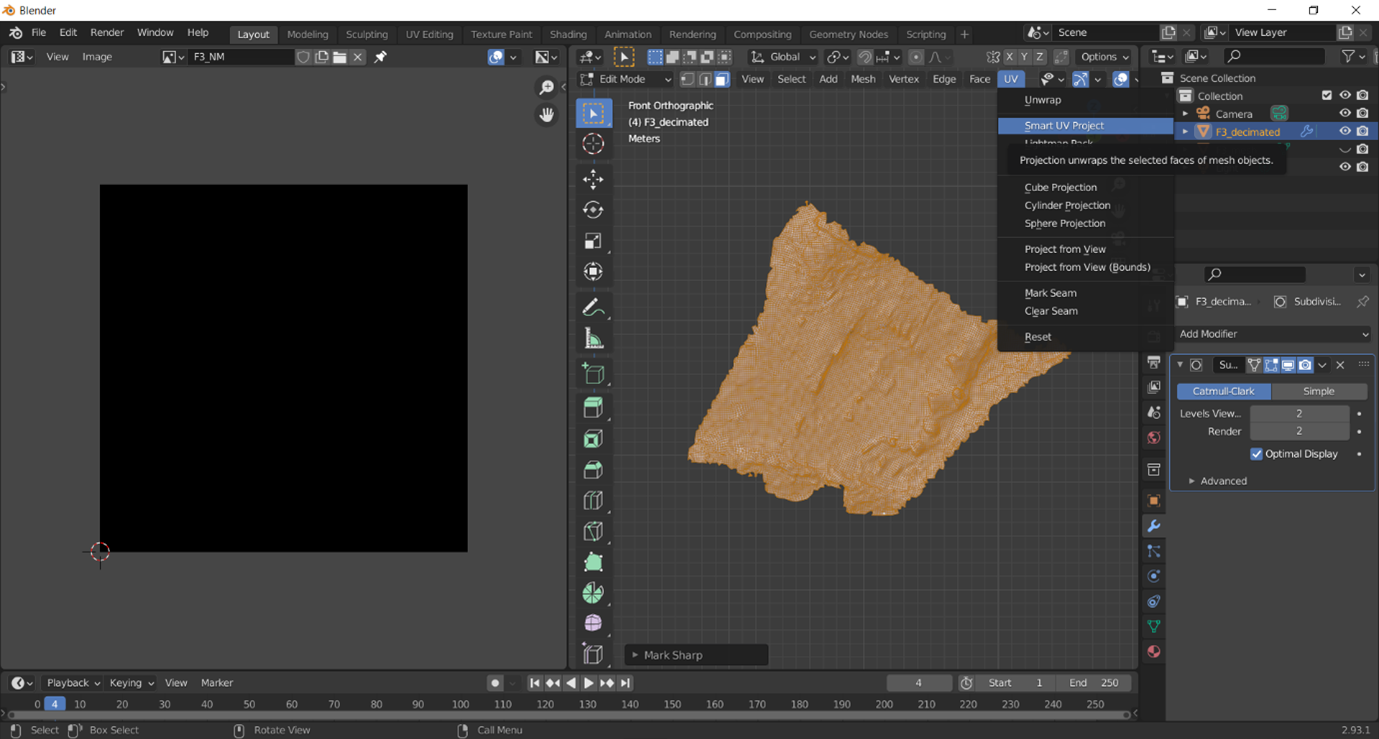 Blender
File Edit Render Window Help Layout Modeling Sculpting UV Editing Texture Paint Shading Animation Rendering Compositing Geometry Nodes Scripting + Scene View Layer
View Image F3_NM Global X Y Z Options
Edit Mode View Select Add Mesh Vertex Edge Face UV
Front Orthographic
(4) F3_decimated
Meters
Unwrap
Smart UV Project
Lightmap Pack
Projection unwraps the selected faces of mesh objects.
Cube Projection
Cylinder Projection
Sphere Projection
Project from View
Project from View (Bounds)
Mark Seam
Clear Seam
Reset
Scene Collection
Collection
Camera
F3_decimated
F3_decima... Subdivisi...
Add Modifier
Su...
Catmull-Clark Simple
Levels View... 2
Render 2
Optimal Display
Advanced
Mark Sharp
Playback Keying View Marker 4 Start 1 End 250
0 4 10 20 30 40 50 60 70 80 90 100 110 120 130 140 150 160 170 180 190 200 210 220 230 240 250
Select Box Select Rotate View Call Menu 2.93.1